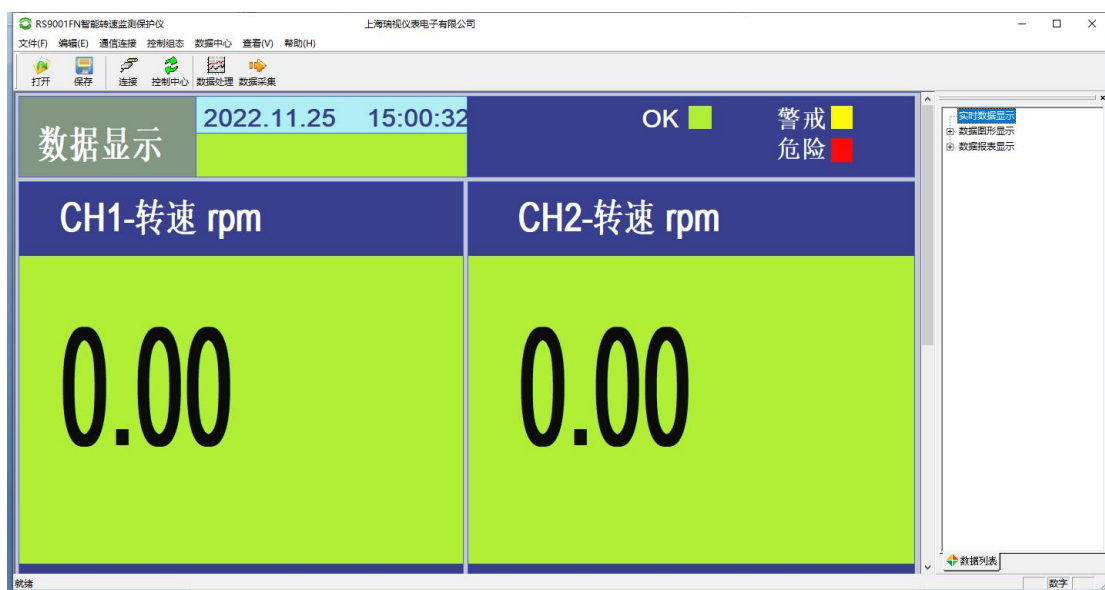 RS9001FN智能转速监测保护仪 上海瑞视仪表电子有限公司
文件(F) 编辑(E) 通信连接 控制组态 数据中心 查看(V) 帮助(H)
打开 保存 连接 控制中心 数据处理 数据采集
数据显示
2022.11.25 15:00:32
OK 警戒
危险
CH1-转速 rpm
CH2-转速 rpm
0.00
0.00
实时数据显示
数据图形显示
数据报表显示
数据列表
就绪
数字